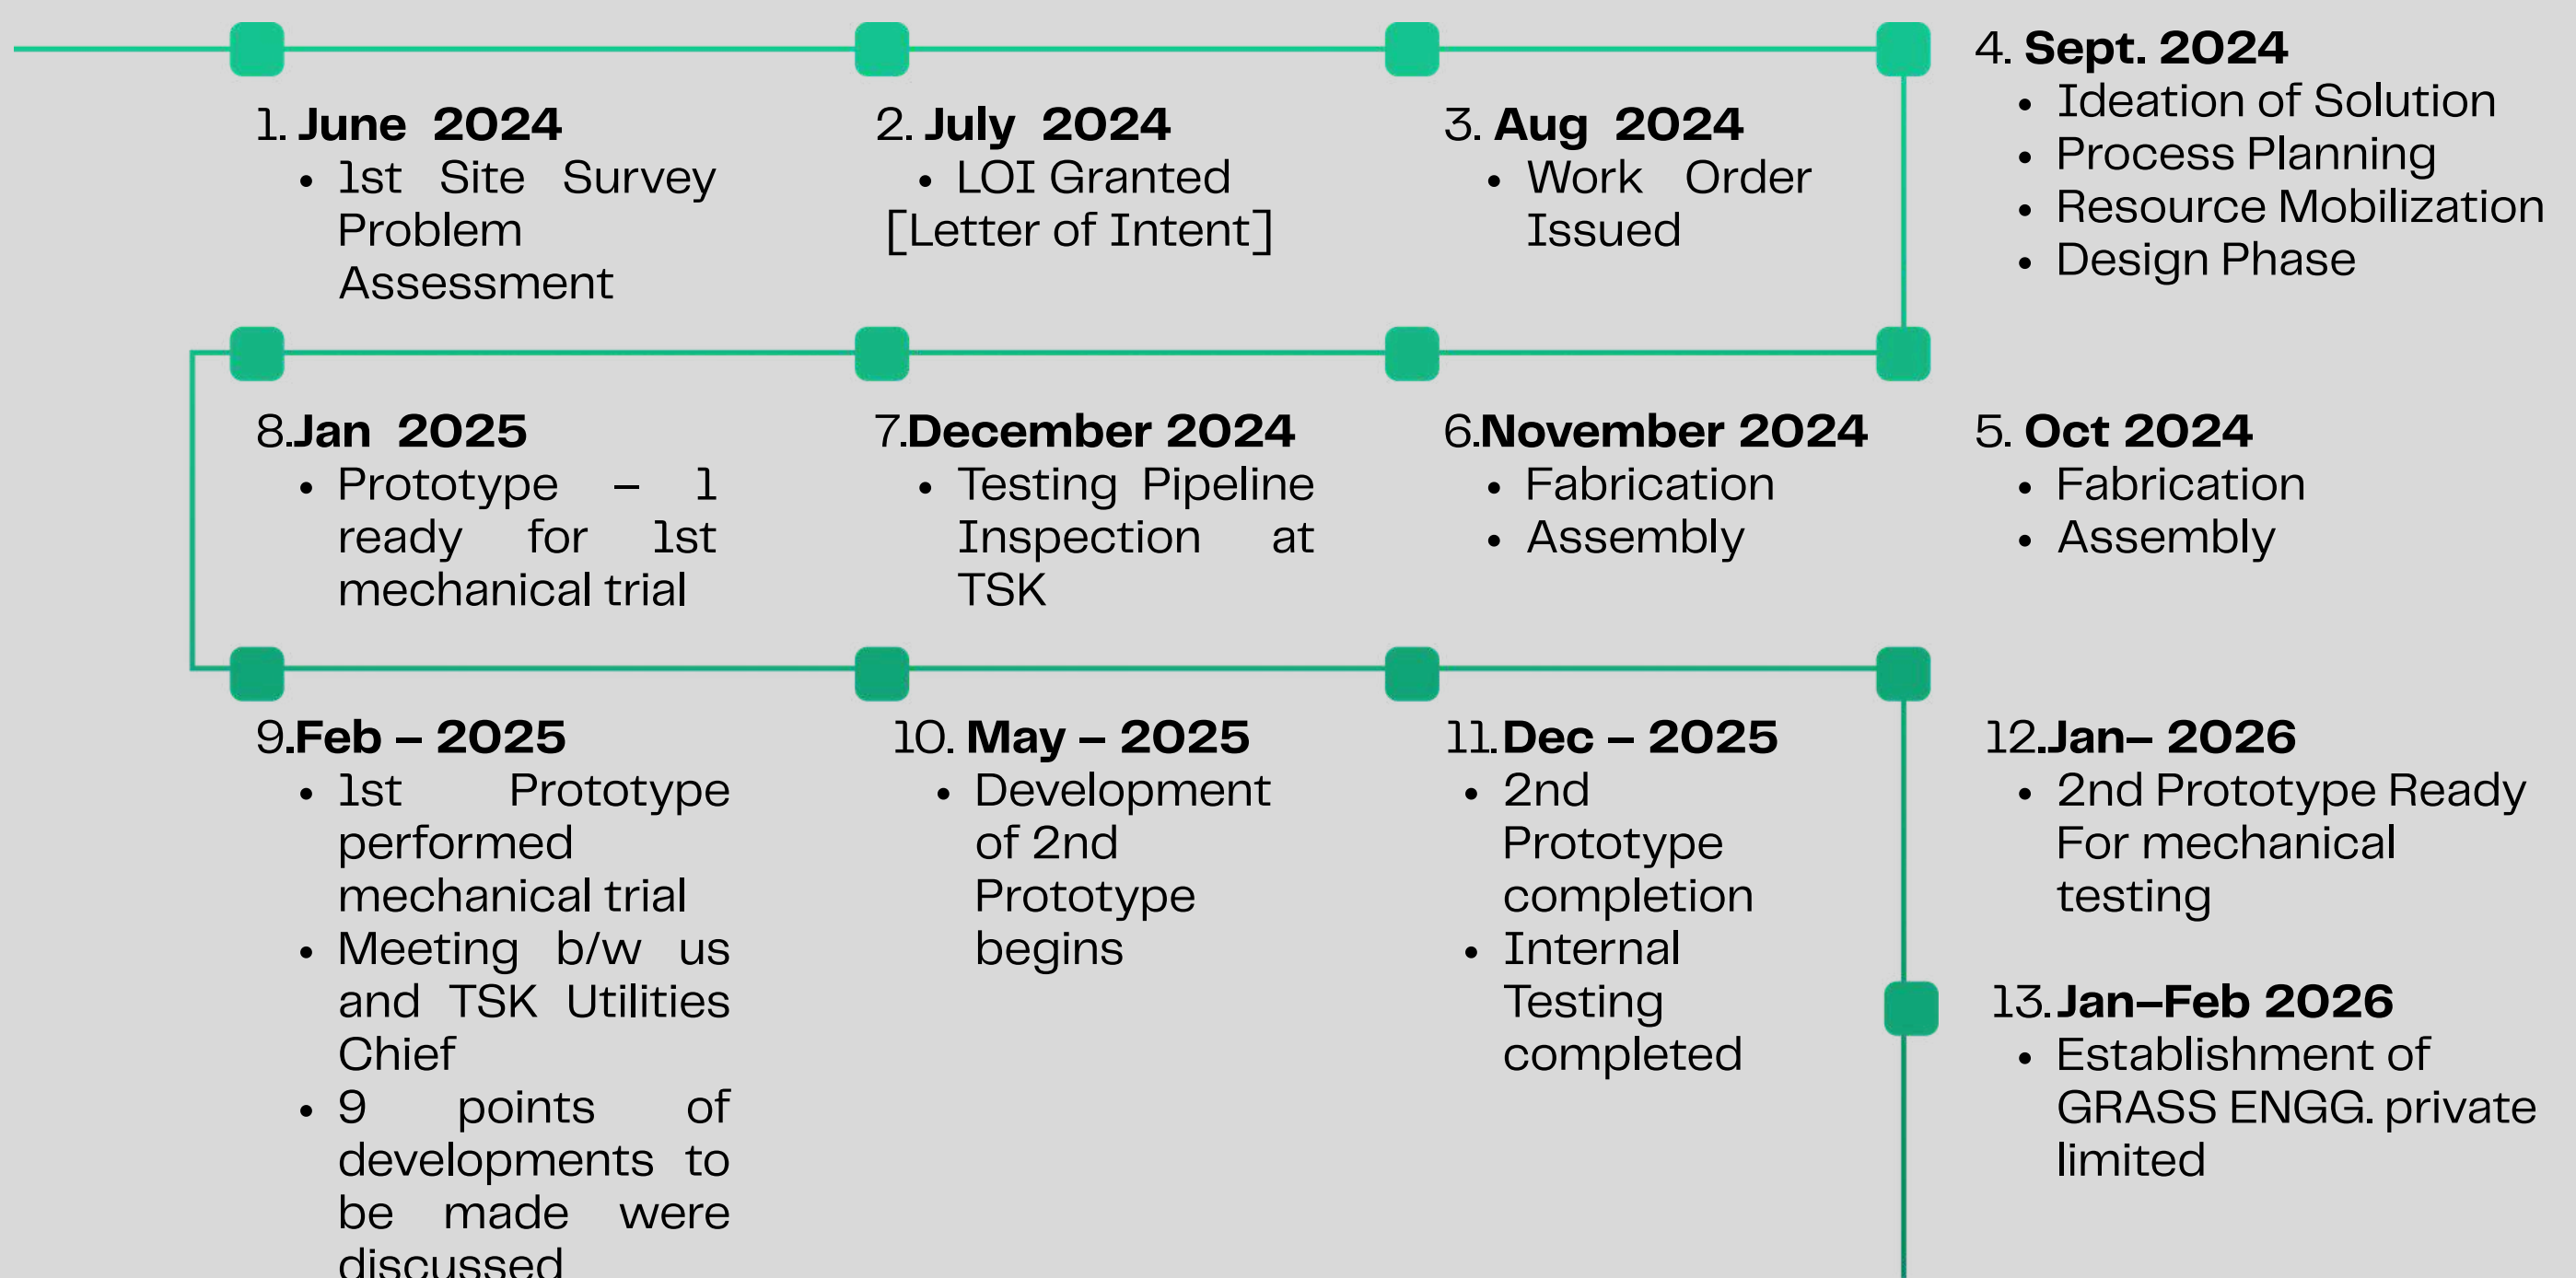 1. June 2024
• 1st Site Survey
Problem
Assessment
2. July 2024
• LOI Granted
[Letter of Intent]
3. Aug 2024
• Work Order
Issued
4. Sept. 2024
• Ideation of Solution
• Process Planning
• Resource Mobilization
• Design Phase
5. Oct 2024
• Fabrication
• Assembly
6.November 2024
• Fabrication
• Assembly
7.December 2024
• Testing Pipeline
Inspection at
TSK
8.Jan 2025
• Prototype – 1
ready for 1st
mechanical trial
9.Feb – 2025
• 1st Prototype
performed
mechanical trial
• Meeting b/w us
and TSK Utilities
Chief
• 9 points of
developments to
be made were
discussed
10. May – 2025
• Development
of 2nd
Prototype
begins
11.Dec – 2025
• 2nd
Prototype
completion
• Internal
Testing
completed
12.Jan– 2026
• 2nd Prototype Ready
For mechanical
testing
13.Jan–Feb 2026
• Establishment of
GRASS ENGG. private
limited